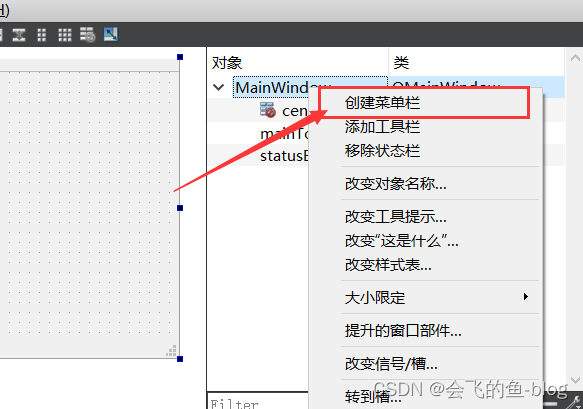 H)
对象 类
MainWindow QMainWindow
cen
mainTo
statusB
创建菜单栏
添加工具栏
移除状态栏
改变对象名称...
改变工具提示...
改变“这是什么”...
改变样式表...
大小限定
提升的窗口部件...
改变信号/槽...
转到槽...
Filter
CSDN @会飞的鱼-blog